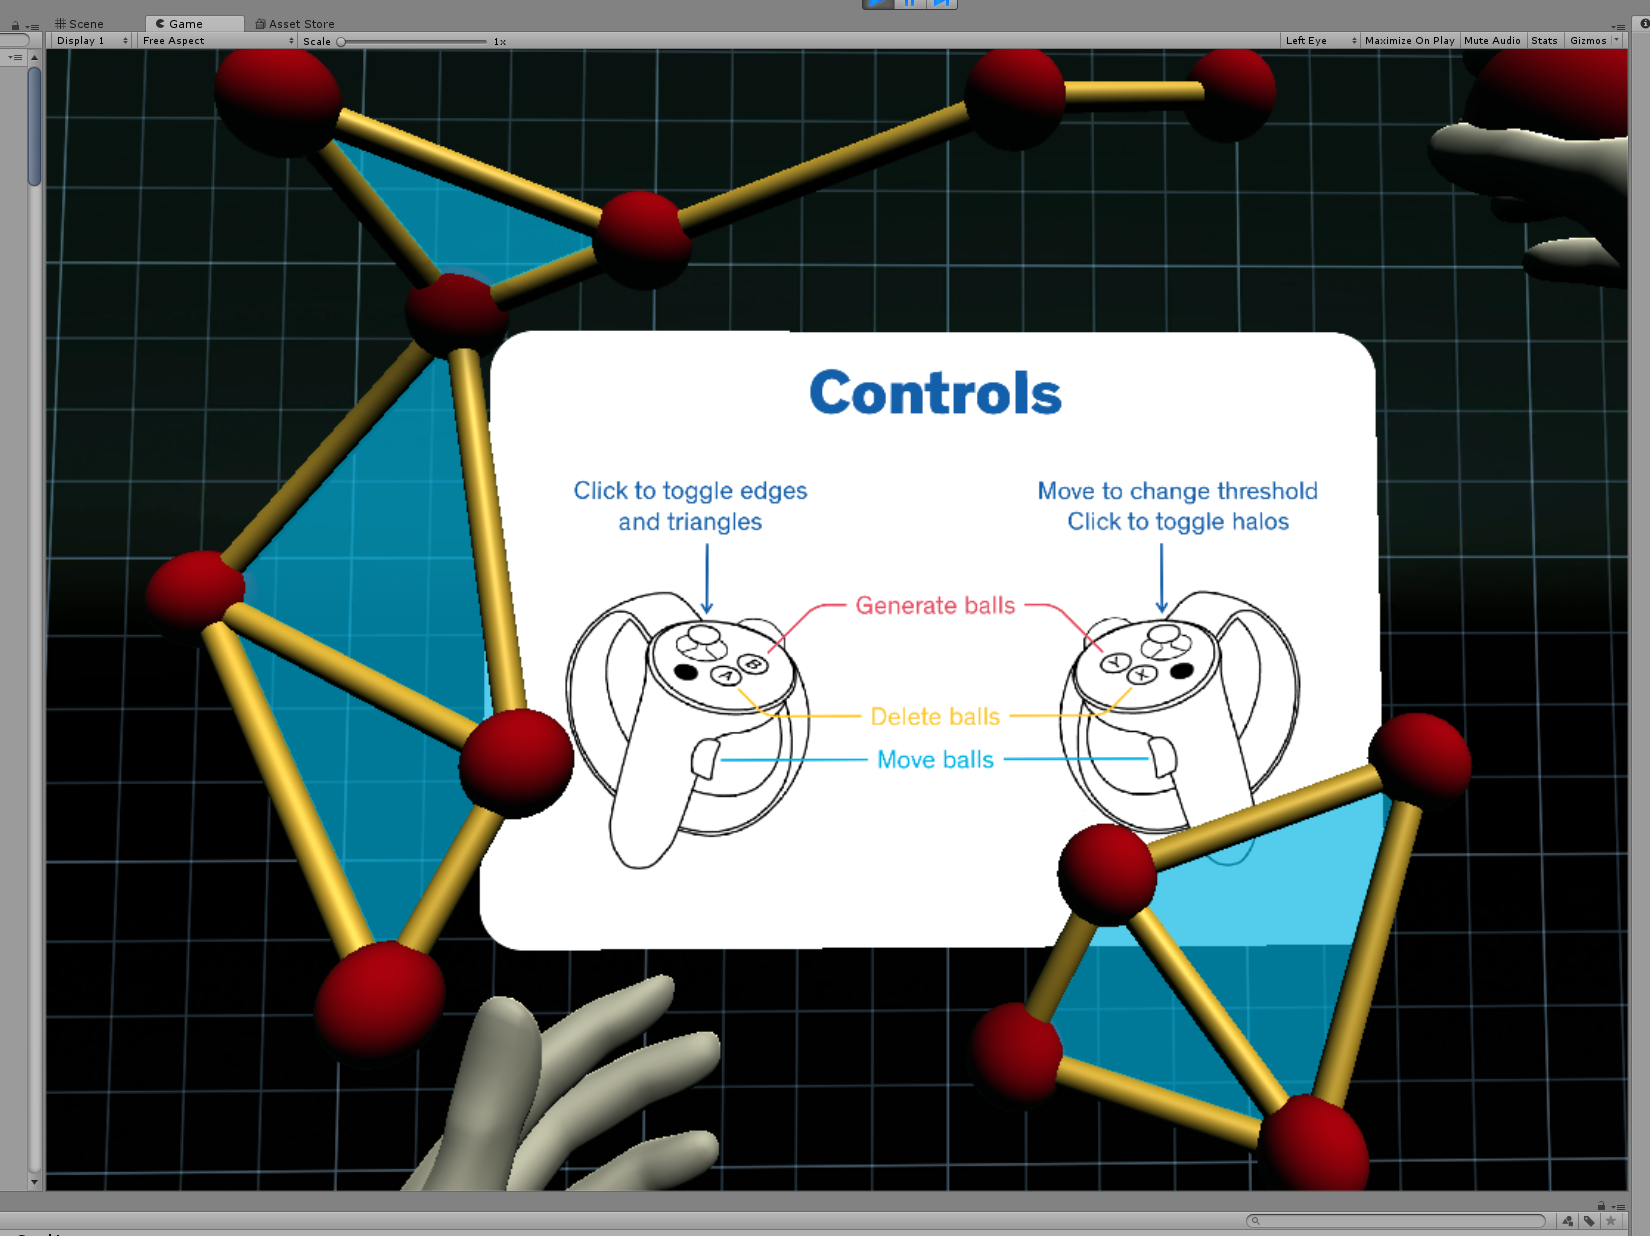 Scene
Game
Asset Store
Display 1
Free Aspect
Scale
1x
Left Eye
Maximize On Play
Mute Audio
Stats
Gizmos
Controls
Click to toggle edges
and triangles
Move to change threshold
Click to toggle halos
Generate balls
B
A
Y
X
Delete balls
Move balls